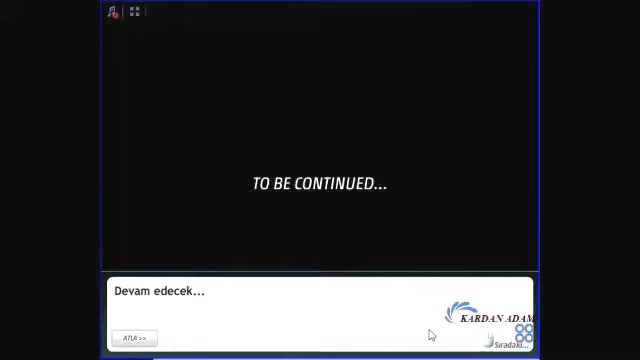 TO BE CONTINUED...
Devam edecek...
KARDAN ADAM
ATLA >>
Sıradaki...